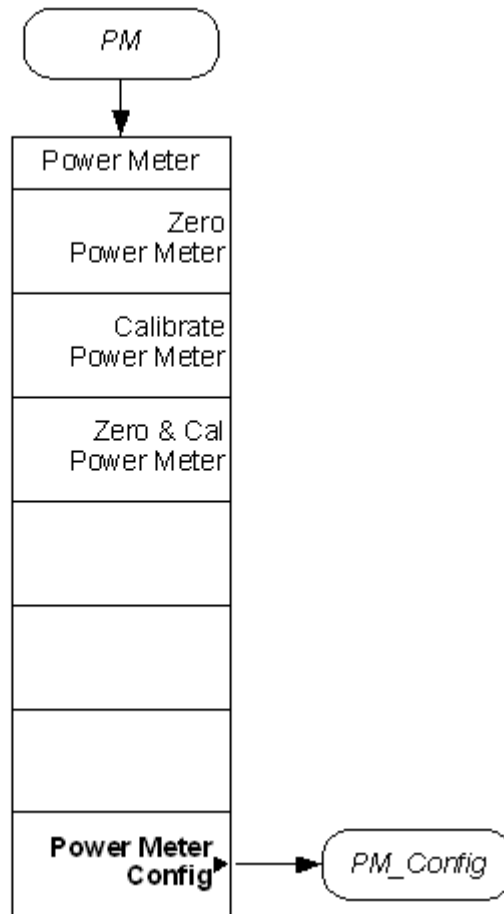 PM
Power Meter
Zero
Power Meter
Calibrate
Power Meter
Zero & Cal
Power Meter
Power Meter
Config
PM_Config